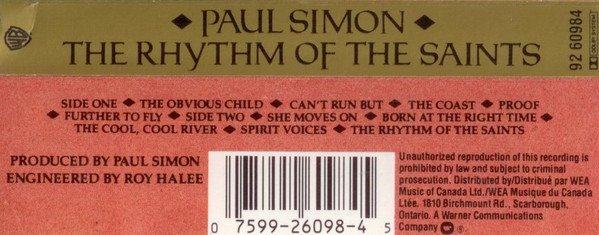 ◆ PAUL SIMON ◆
THE RHYTHM OF THE SAINTS
92 60984
DOLBY SYSTEM
SIDE ONE ◆ THE OBVIOUS CHILD ◆ CAN'T RUN BUT ◆ THE COAST ◆ PROOF
◆ FURTHER TO FLY ◆ SIDE TWO ◆ SHE MOVES ON ◆ BORN AT THE RIGHT TIME ◆
THE COOL, COOL RIVER ◆ SPIRIT VOICES ◆ THE RHYTHM OF THE SAINTS
PRODUCED BY PAUL SIMON
ENGINEERED BY ROY HALEE
0 7599-26098-4 5
Unauthorized reproduction of this recording is
prohibited by law and subject to criminal
prosecution. Distributed by/Distribué par WEA
Music of Canada Ltd./WEA Musique du Canada
Ltée. 1810 Birchmount Rd., Scarborough,
Ontario. A Warner Communications
Company